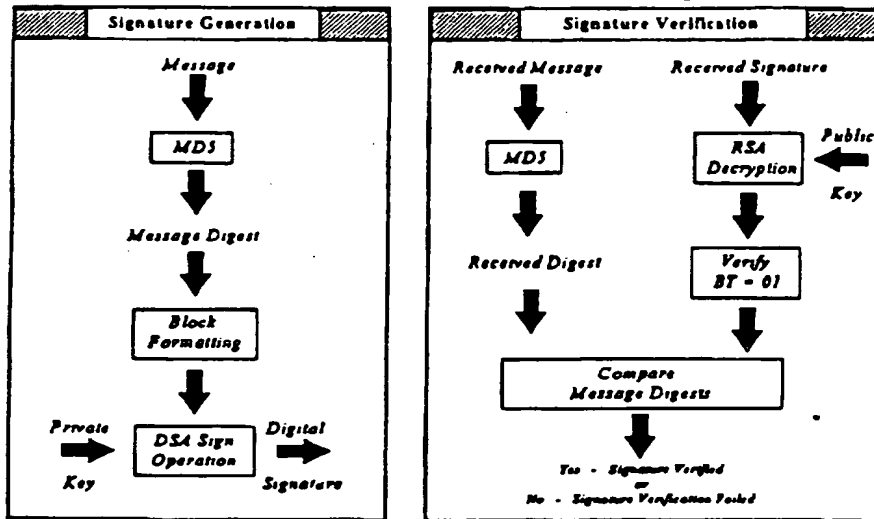 Signature Generation
Message
MD5
Message Digest
Block
Formatting
Private
Key
DSA Sign
Operation
Digital
Signature
Signature Verification
Received Message
Received Signature
MD5
RSA
Decryption
Public
Key
Received Digest
Verify
BT = 01
Compare
Message Digests
Yes - Signature Verified
or
No - Signature Verification Failed